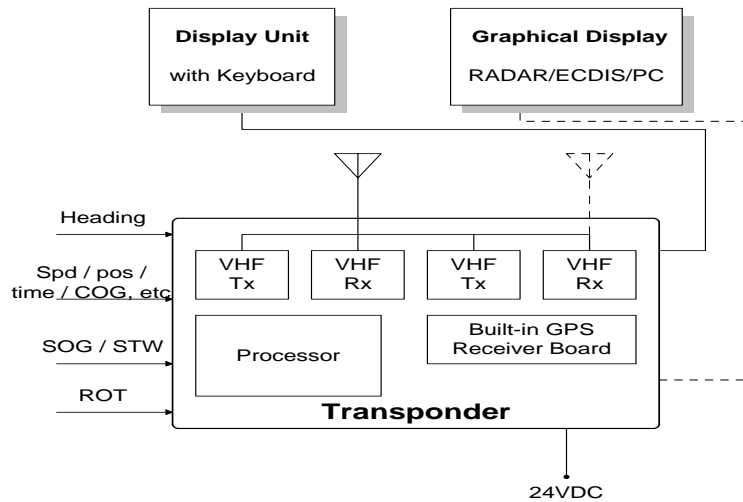 Display Unit
with Keyboard
Graphical Display
RADAR/ECDIS/PC
Heading
Spd / pos /
time / COG, etc
SOG / STW
ROT
VHF
Tx
VHF
Rx
VHF
Tx
VHF
Rx
Processor
Built-in GPS
Receiver Board
Transponder
24VDC